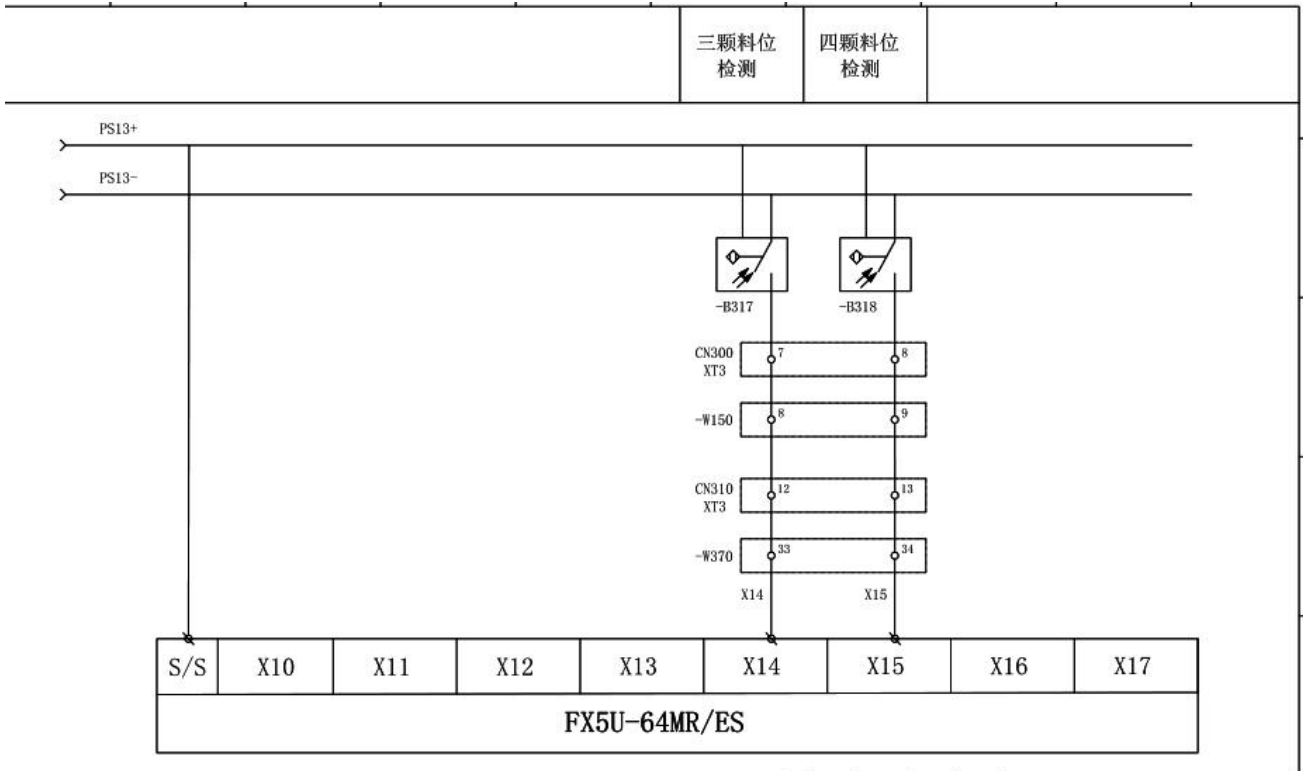 三颗料位
检测
四颗料位
检测
PS13+
PS13-
-B317
-B318
CN300
XT3
7
8
-W150
8
9
CN310
XT3
12
13
-W370
33
34
X14
X15
S/S
X10
X11
X12
X13
X14
X15
X16
X17
FX5U-64MR/ES